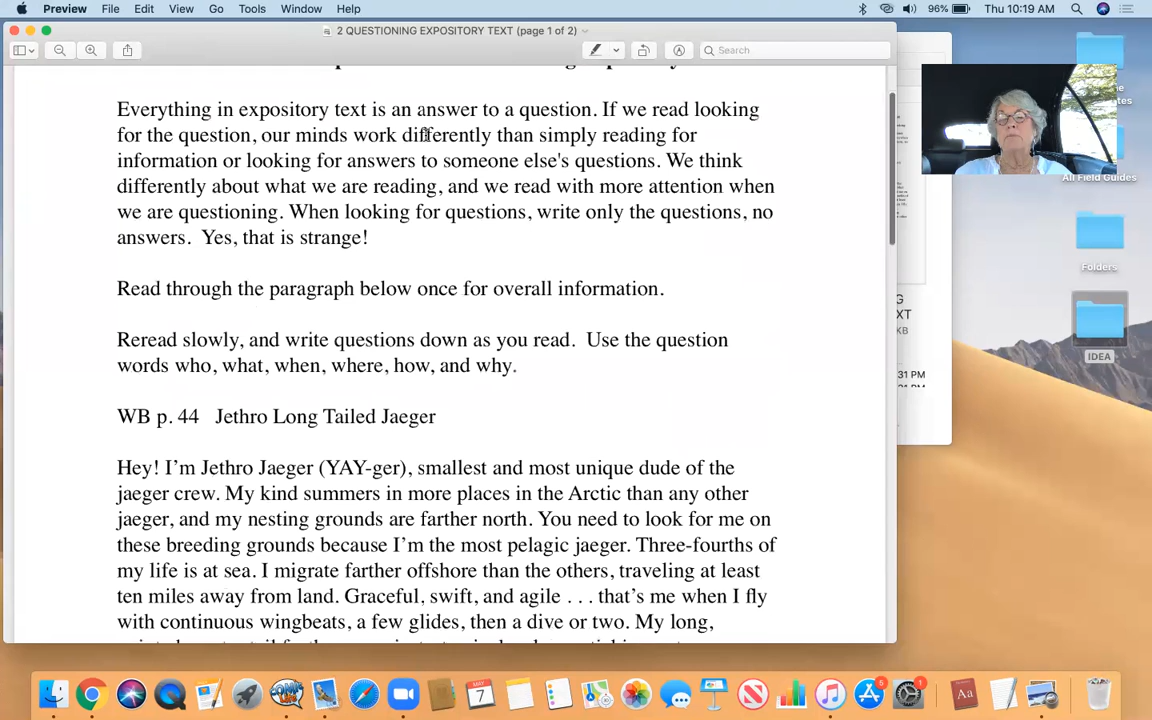 Preview File Edit View Go Tools Window Help 96% Thu 10:19 AM
2 QUESTIONING EXPOSITORY TEXT (page 1 of 2)
Search
Everything in expository text is an answer to a question. If we read looking
for the question, our minds work differently than simply reading for
information or looking for answers to someone else's questions. We think
differently about what we are reading, and we read with more attention when
we are questioning. When looking for questions, write only the questions, no
answers. Yes, that is strange!
Read through the paragraph below once for overall information.
Reread slowly, and write questions down as you read. Use the question
words who, what, when, where, how, and why.
WB p. 44 Jethro Long Tailed Jaeger
Hey! I'm Jethro Jaeger (YAY-ger), smallest and most unique dude of the
jaeger crew. My kind summers in more places in the Arctic than any other
jaeger, and my nesting grounds are farther north. You need to look for me on
these breeding grounds because I'm the most pelagic jaeger. Three-fourths of
my life is at sea. I migrate farther offshore than the others, traveling at least
ten miles away from land. Graceful, swift, and agile . . . that's me when I fly
with continuous wingbeats, a few glides, then a dive or two. My long,
All Field Guides
Folders
IDEA
31 PM
MAY
7
5
1
Aa